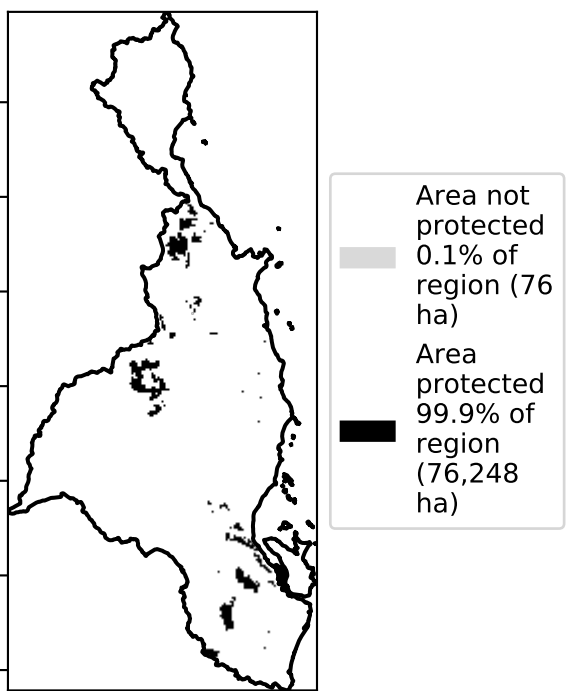 Area not
protected
0.1% of
region (76
ha)
Area
protected
99.9% of
region
(76,248
ha)